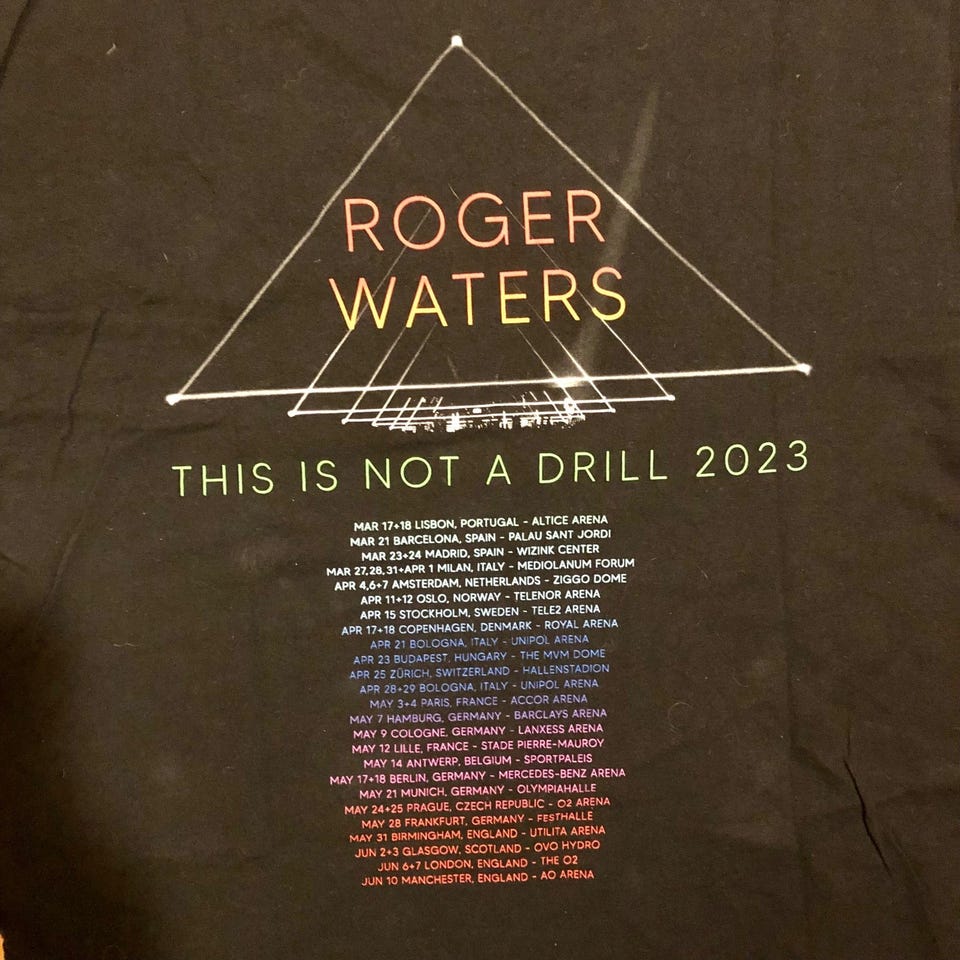 ROGER
WATERS
THIS IS NOT A DRILL 2023
MAR 17+18 LISBON, PORTUGAL - ALTICE ARENA
MAR 21 BARCELONA, SPAIN - PALAU SANT JORDI
MAR 23+24 MADRID, SPAIN - WIZINK CENTER
MAR 27,28,31+APR 1 MILAN, ITALY - MEDIOLANUM FORUM
APR 4,6+7 AMSTERDAM, NETHERLANDS - ZIGGO DOME
APR 11+12 OSLO, NORWAY - TELENOR ARENA
APR 15 STOCKHOLM, SWEDEN - TELE2 ARENA
APR 17+18 COPENHAGEN, DENMARK - ROYAL ARENA
APR 21 BOLOGNA, ITALY - UNIPOL ARENA
APR 23 BUDAPEST, HUNGARY - THE MVM DOME
APR 25 ZÜRICH, SWITZERLAND - HALLENSTADION
APR 28+29 BOLOGNA, ITALY - UNIPOL ARENA
MAY 3+4 PARIS, FRANCE - ACCOR ARENA
MAY 7 HAMBURG, GERMANY - BARCLAYS ARENA
MAY 9 COLOGNE, GERMANY - LANXESS ARENA
MAY 12 LILLE, FRANCE - STADE PIERRE-MAUROY
MAY 14 ANTWERP, BELGIUM - SPORTPALEIS
MAY 17+18 BERLIN, GERMANY - MERCEDES-BENZ ARENA
MAY 21 MUNICH, GERMANY - OLYMPIAHALLE
MAY 24+25 PRAGUE, CZECH REPUBLIC - O2 ARENA
MAY 28 FRANKFURT, GERMANY - FESTHALLE
MAY 31 BIRMINGHAM, ENGLAND - UTILITA ARENA
JUN 2+3 GLASGOW, SCOTLAND - OVO HYDRO
JUN 6+7 LONDON, ENGLAND - THE O2
JUN 10 MANCHESTER, ENGLAND - AO ARENA